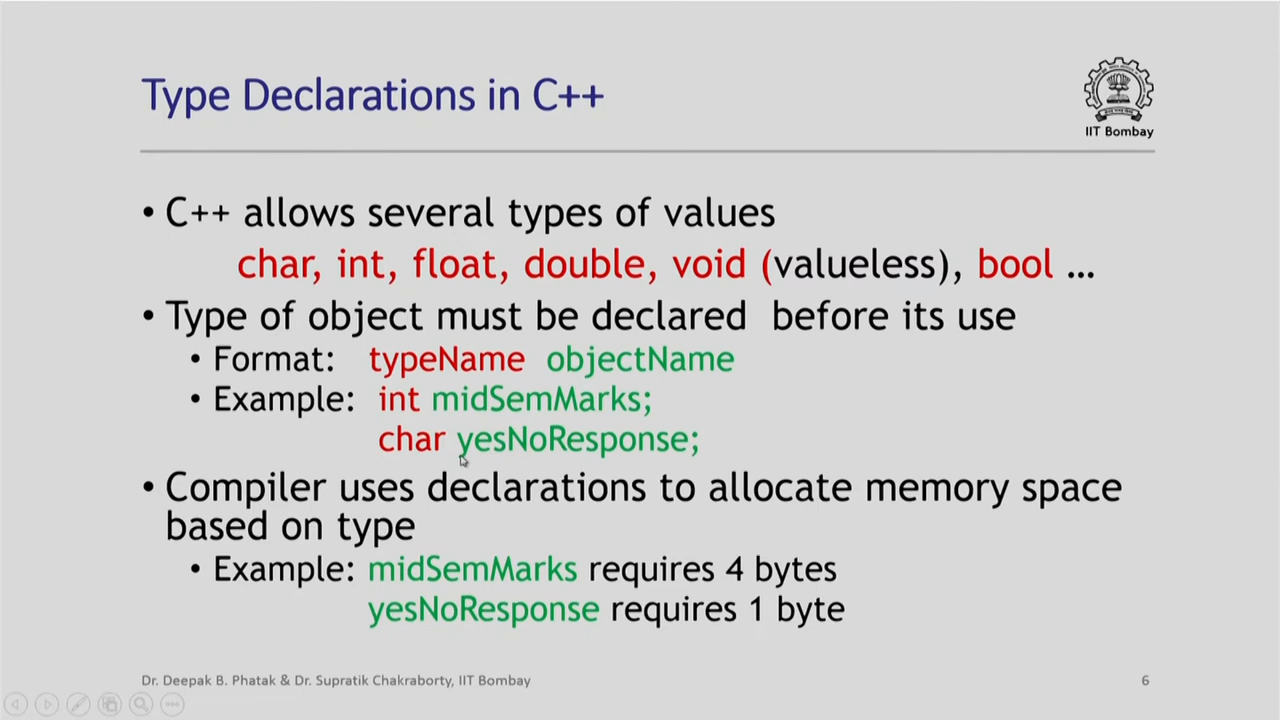 Type Declarations in C++
IIT Bombay
• C++ allows several types of values
char, int, float, double, void (valueless), bool ...
• Type of object must be declared before its use
• Format: typeName objectName
• Example: int midSemMarks;
char yesNoResponse;
• Compiler uses declarations to allocate memory space
based on type
• Example: midSemMarks requires 4 bytes
yesNoResponse requires 1 byte
Dr. Deepak B. Phatak & Dr. Supratik Chakraborty, IIT Bombay
6